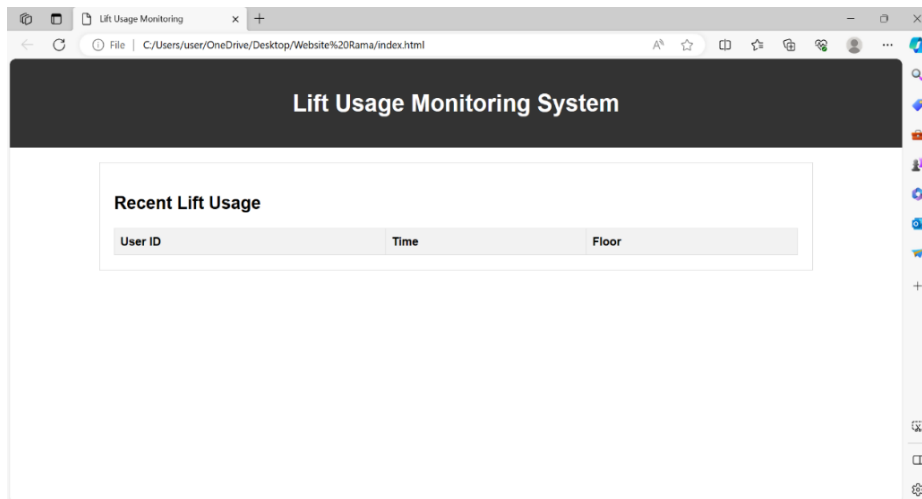 Lift Usage Monitoring
File | C:/Users/user/OneDrive/Desktop/Website%20Rama/index.html
Lift Usage Monitoring System
Recent Lift Usage
User ID Time Floor